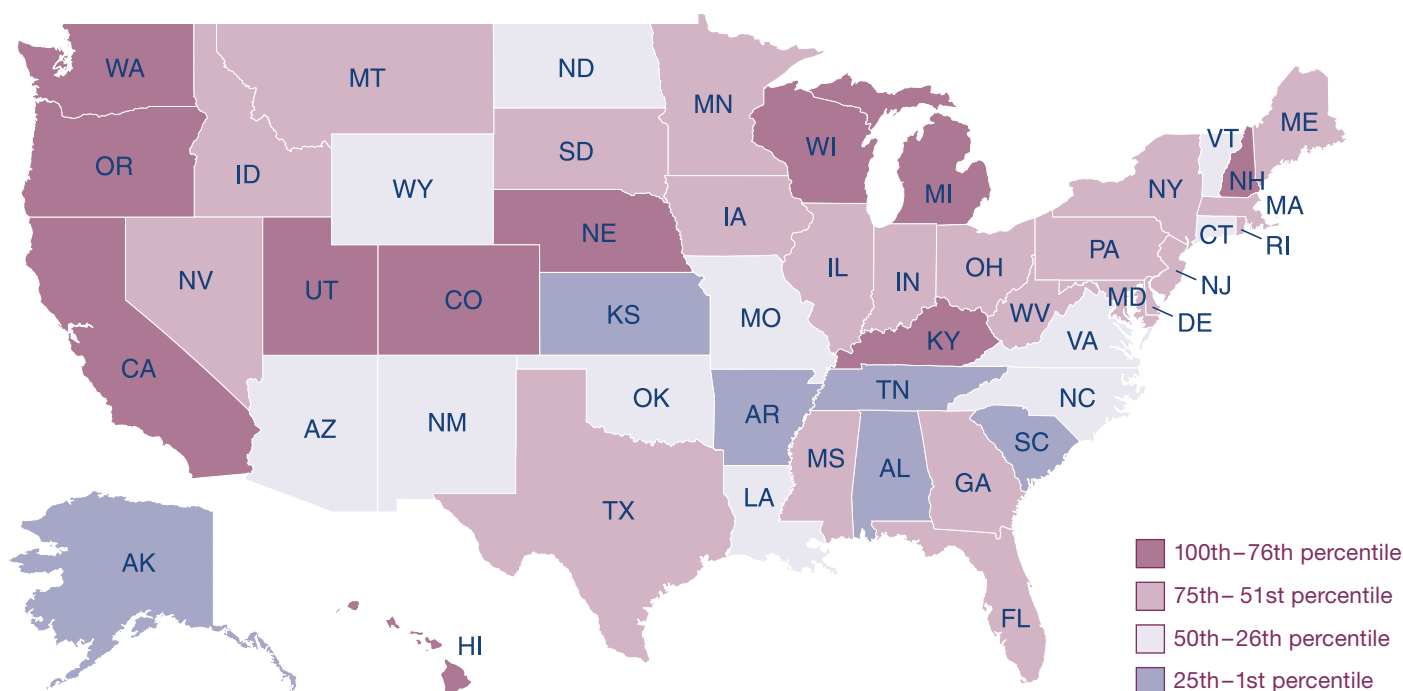 WA
MT
ND
MN
ME
OR
ID
SD
WI
VT
NH
WY
MI
NY
MA
NE
IA
CT
RI
PA
NV
UT
CO
IL
IN
OH
NJ
MD
DE
KS
MO
WV
KY
VA
CA
TN
NC
AZ
NM
OK
AR
SC
MS
AL
GA
LA
TX
AK
FL
HI
100th–76th percentile
75th–51st percentile
50th–26th percentile
25th–1st percentile